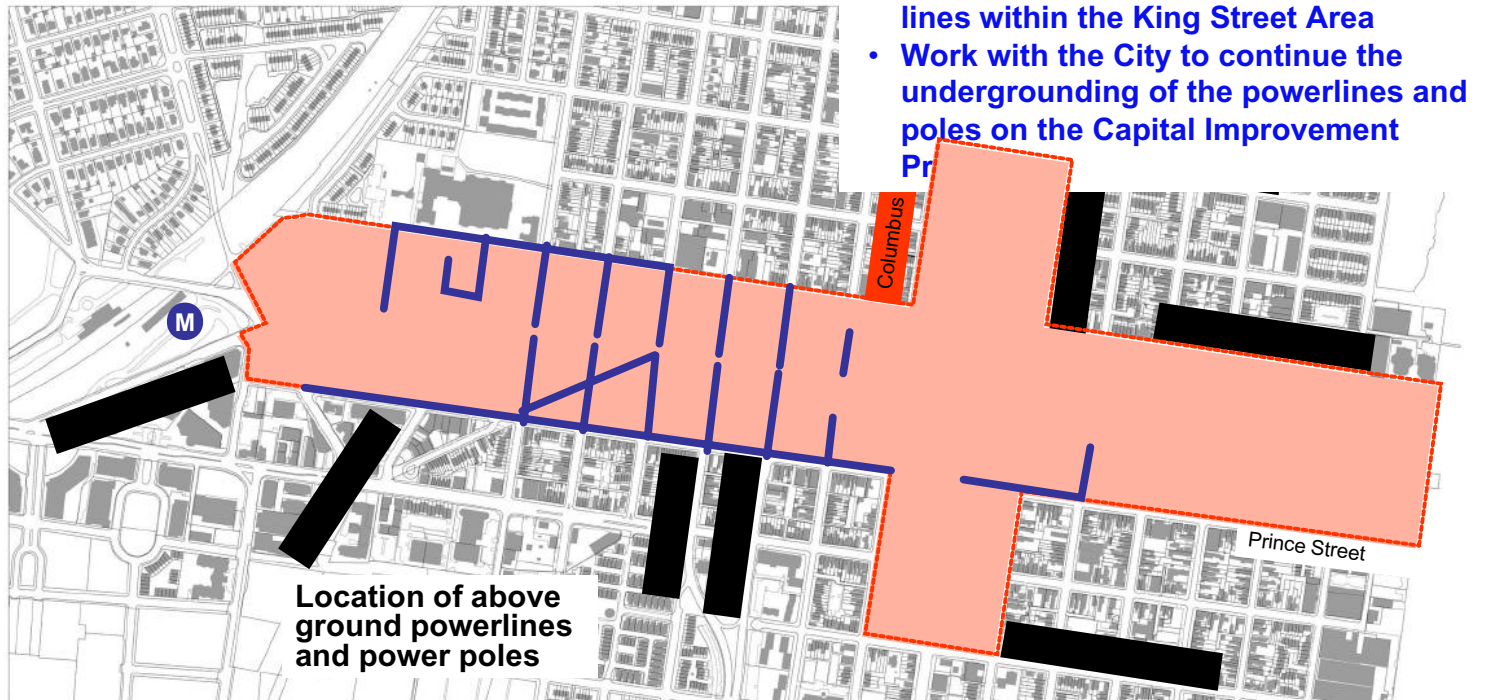 lines within the King Street Area
• Work with the City to continue the
undergrounding of the powerlines and
poles on the Capital Improvement
Columbus
M
Prince Street
Location of above
ground powerlines
and power poles